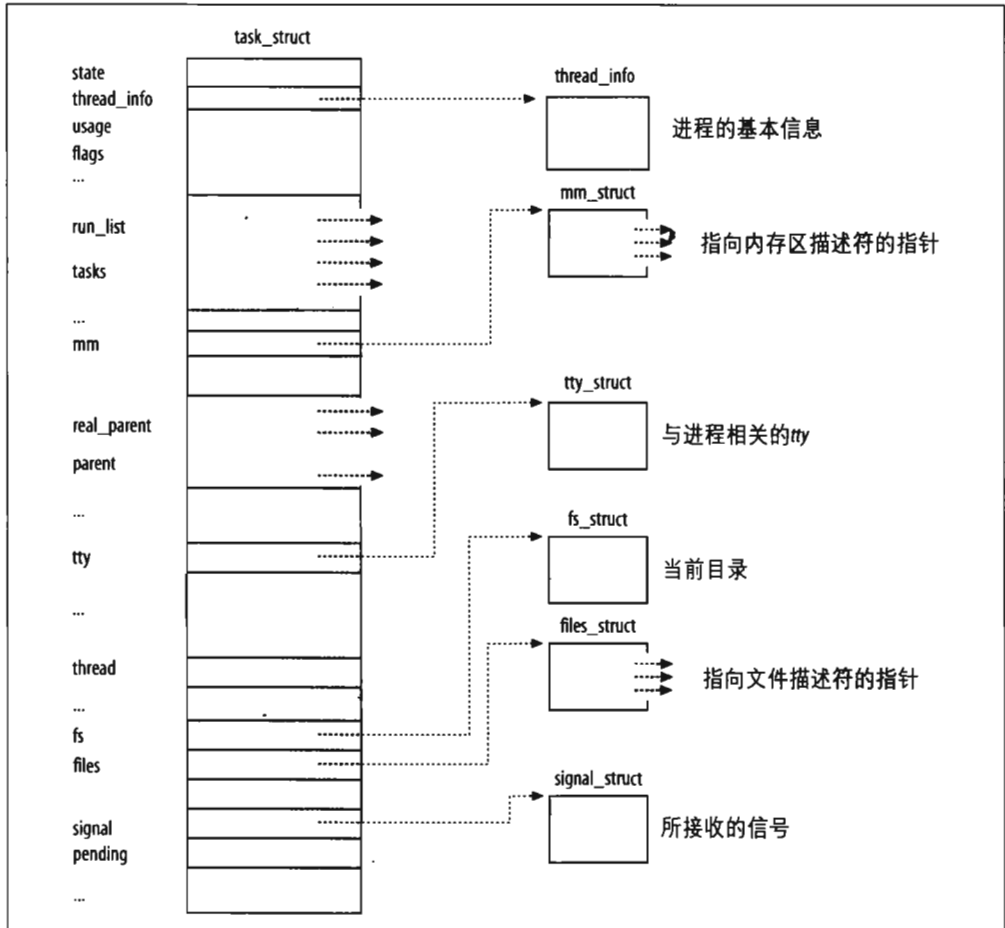 task_struct
state
thread_info
usage
flags
...
run_list
tasks
...
mm
real_parent
parent
...
tty
...
thread
...
fs
files
signal
pending
...
thread_info
进程的基本信息
mm_struct
指向内存区描述符的指针
tty_struct
与进程相关的tty
fs_struct
当前目录
files_struct
指向文件描述符的指针
signal_struct
所接收的信号